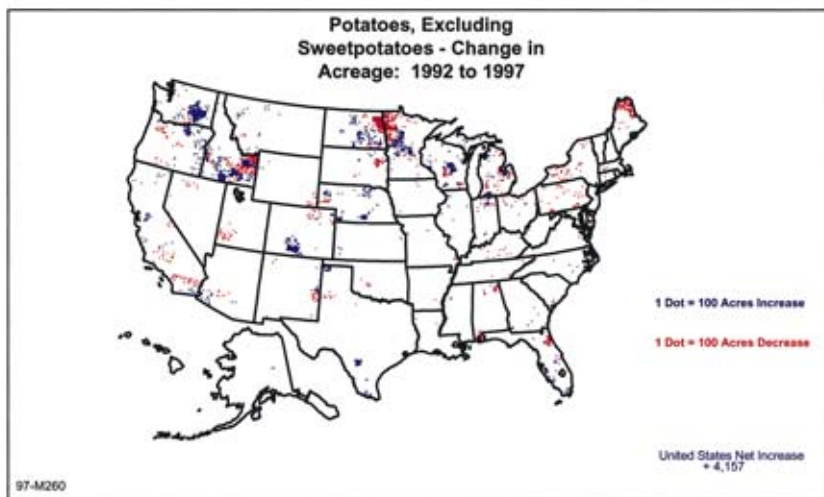 Potatoes, Excluding
Sweetpotatoes - Change in
Acreage: 1992 to 1997
1 Dot = 100 Acres Increase
1 Dot = 100 Acres Decrease
United States Net Increase
+ 4,157
97-M260